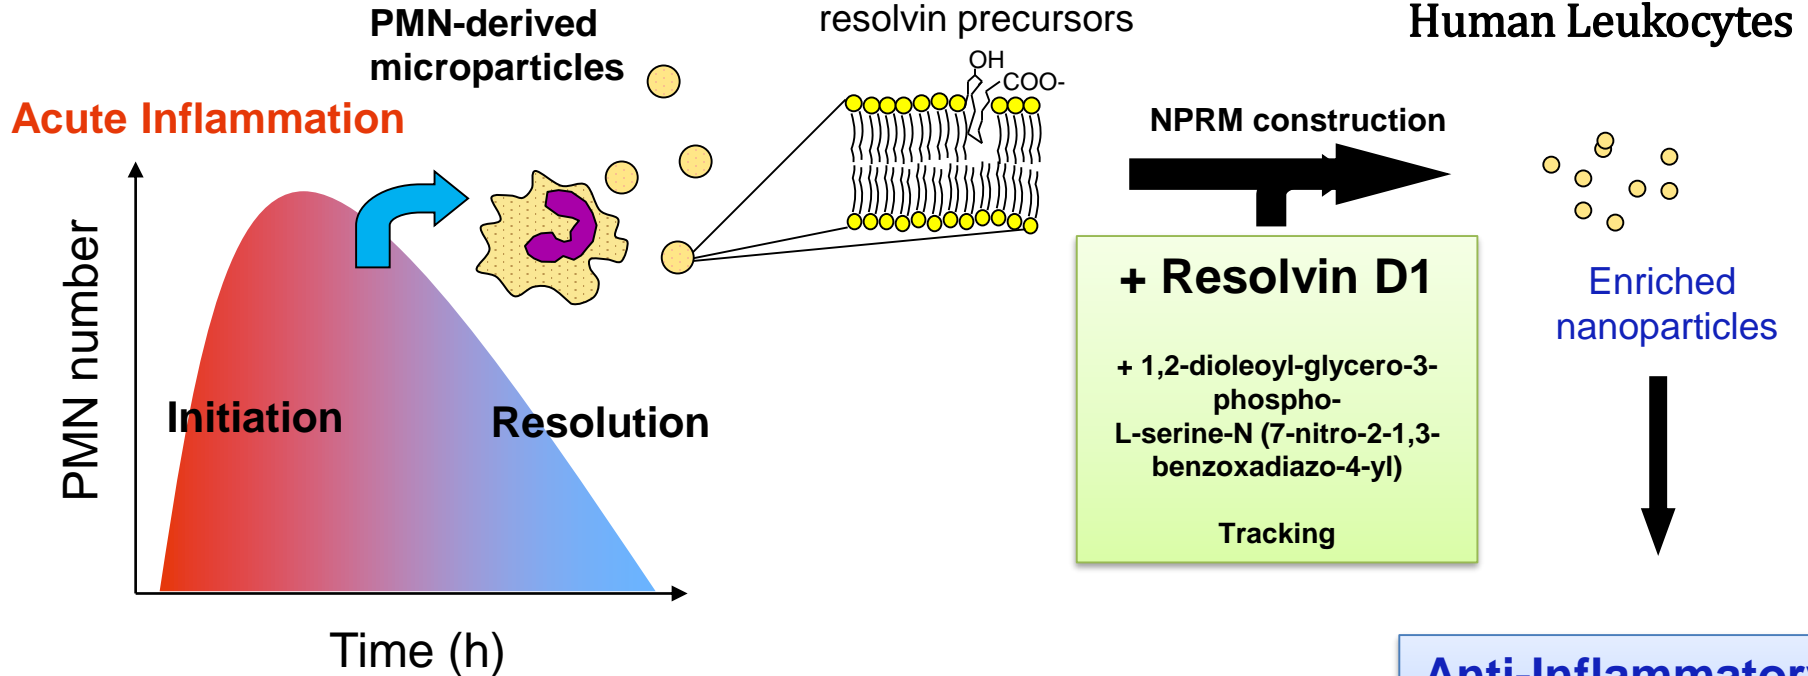 PMN-derived
microparticles
resolvin precursors
Human Leukocytes
OH
COO-
Acute Inflammation
NPRM construction
PMN number
Initiation
Resolution
Time (h)
+ Resolvin D1
+ 1,2-dioleoyl-glycero-3-
phospho-
L-serine-N (7-nitro-2-1,3-
benzoxadiazo-4-yl)
Tracking
Enriched
nanoparticles
Anti-Inflammatory